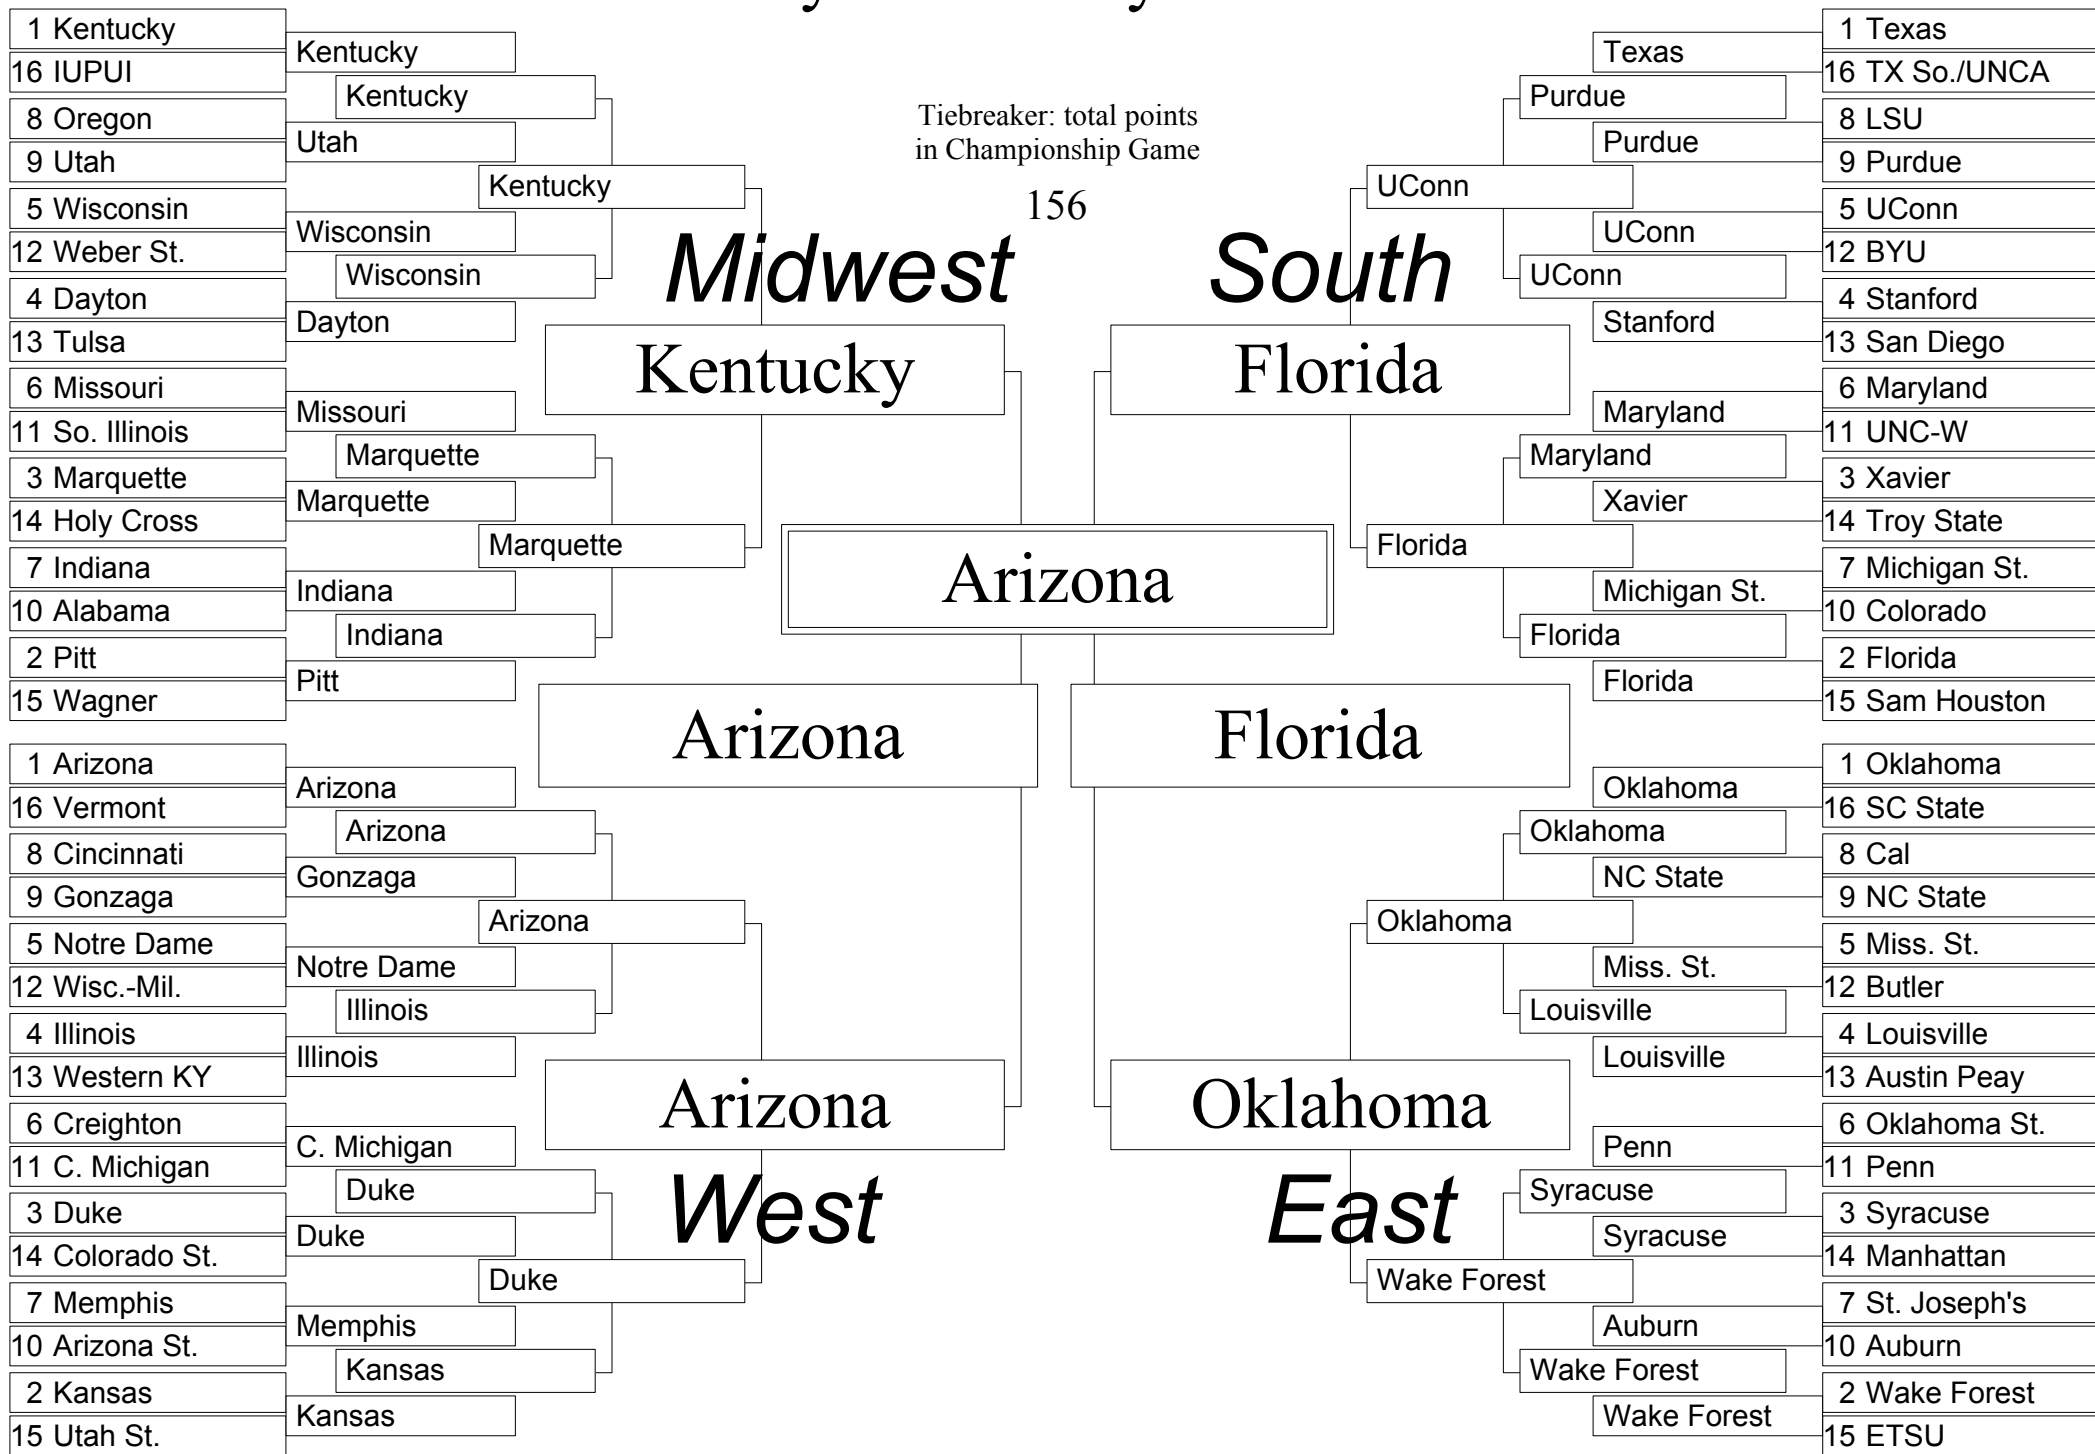 1 Kentucky
16 IUPUI
8 Oregon
9 Utah
5 Wisconsin
12 Weber St.
4 Dayton
13 Tulsa
6 Missouri
11 So. Illinois
3 Marquette
14 Holy Cross
7 Indiana
10 Alabama
2 Pitt
15 Wagner
Kentucky
Utah
Wisconsin
Dayton
Missouri
Marquette
Indiana
Pitt
Kentucky
Wisconsin
Marquette
Indiana
Kentucky
Marquette
Midwest
Kentucky
1 Arizona
16 Vermont
8 Cincinnati
9 Gonzaga
5 Notre Dame
12 Wisc.-Mil.
4 Illinois
13 Western KY
6 Creighton
11 C. Michigan
3 Duke
14 Colorado St.
7 Memphis
10 Arizona St.
2 Kansas
15 Utah St.
Arizona
Gonzaga
Notre Dame
Illinois
C. Michigan
Duke
Memphis
Kansas
Arizona
Illinois
Duke
Kansas
Arizona
Duke
Arizona
West
Tiebreaker: total points
in Championship Game
156
Arizona
Arizona
Florida
1 Texas
16 TX So./UNCA
8 LSU
9 Purdue
5 UConn
12 BYU
4 Stanford
13 San Diego
6 Maryland
11 UNC-W
3 Xavier
14 Troy State
7 Michigan St.
10 Colorado
2 Florida
15 Sam Houston
Texas
Purdue
UConn
Stanford
Maryland
Xavier
Michigan St.
Florida
Purdue
UConn
Maryland
Florida
UConn
Florida
South
Florida
1 Oklahoma
16 SC State
8 Cal
9 NC State
5 Miss. St.
12 Butler
4 Louisville
13 Austin Peay
6 Oklahoma St.
11 Penn
3 Syracuse
14 Manhattan
7 St. Joseph's
10 Auburn
2 Wake Forest
15 ETSU
Oklahoma
NC State
Miss. St.
Louisville
Penn
Syracuse
Auburn
Wake Forest
Oklahoma
Louisville
Syracuse
Wake Forest
Oklahoma
Wake Forest
Oklahoma
East